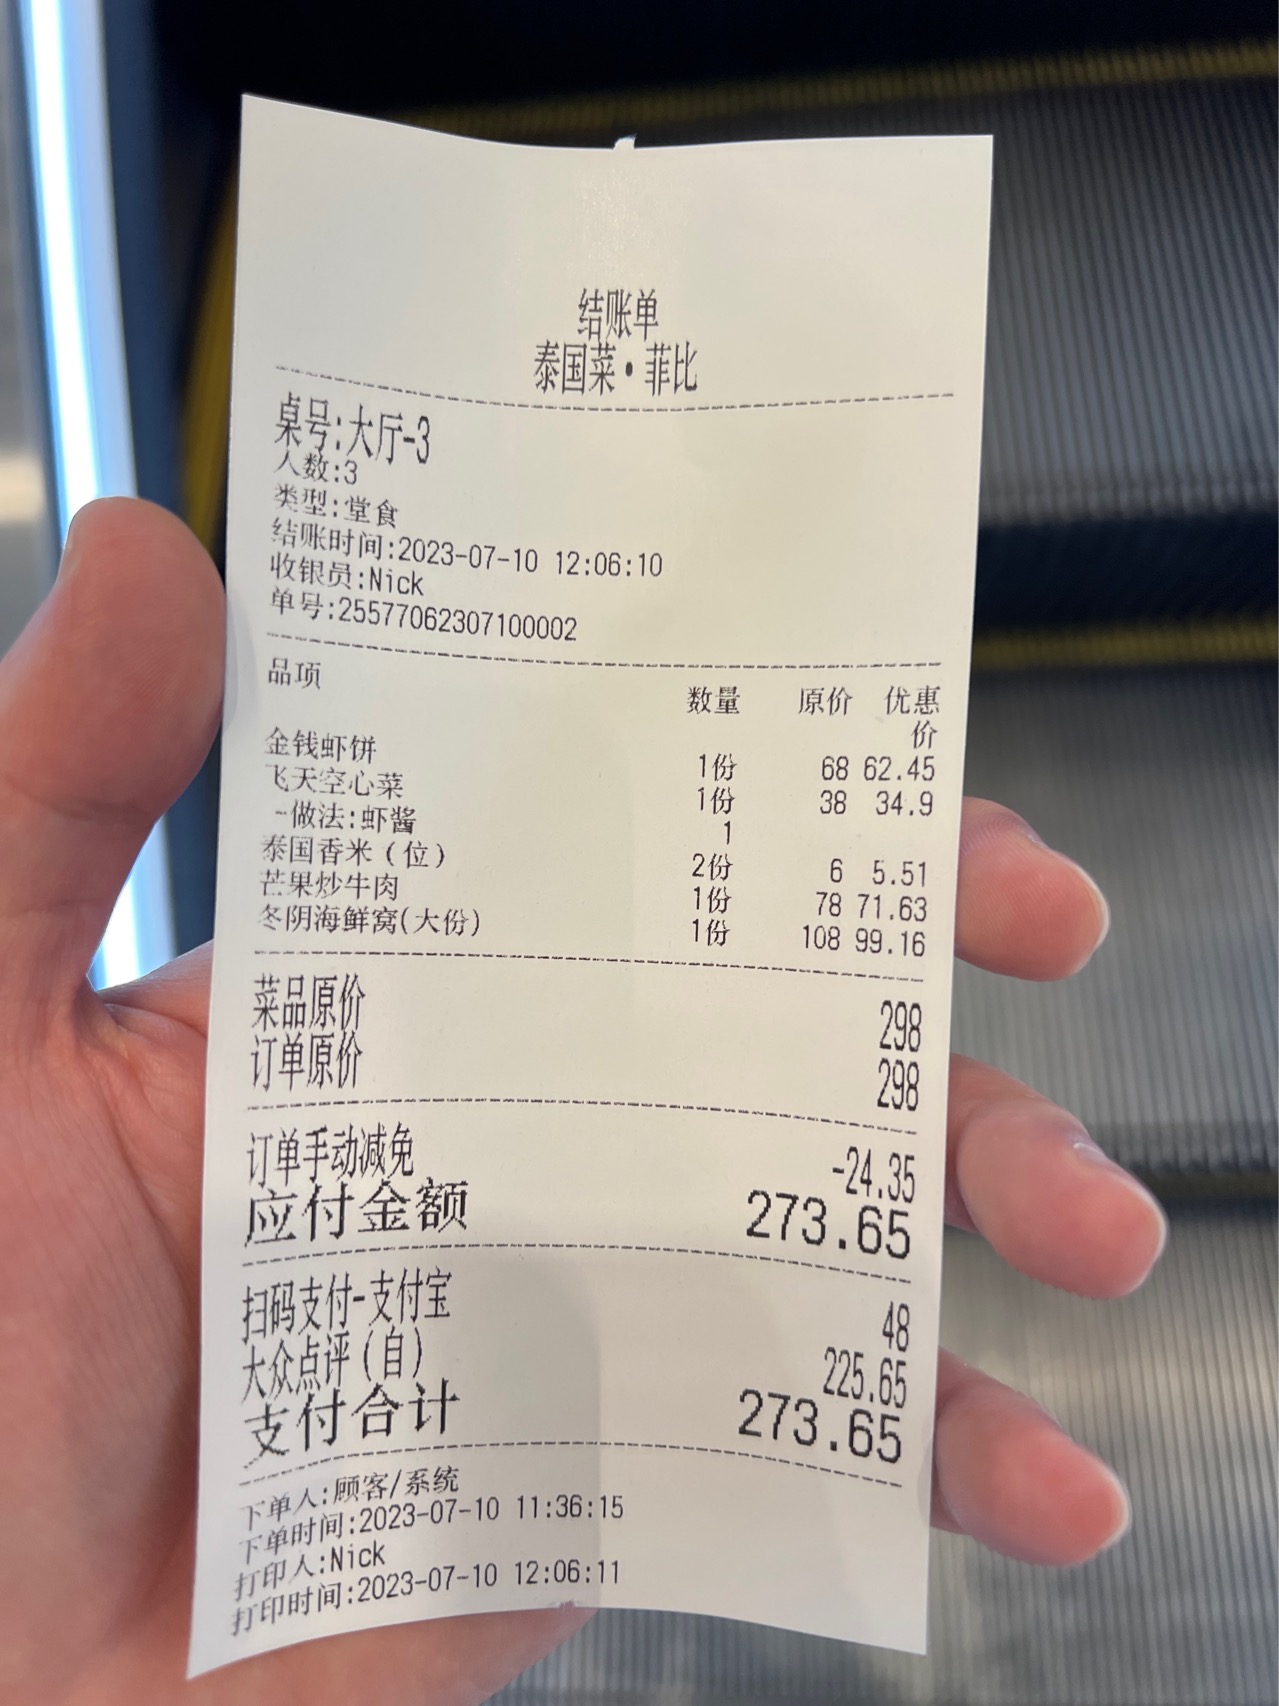 结账单
泰国菜·菲比
桌号:大厅-3
人数:3
类型:堂食
结账时间:2023-07-10 12:06:10
收银员:Nick
单号:25577062307100002
品项 数量 原价 优惠价
金钱虾饼 1份 68 62.45
飞天空心菜 1份 38 34.9
-做法:虾酱 1
泰国香米(位) 2份 6 5.51
芒果炒牛肉 1份 78 71.63
冬阴海鲜窝(大份) 1份 108 99.16
菜品原价 298
订单原价 298
订单手动减免 -24.35
应付金额 273.65
扫码支付-支付宝 48
大众点评(自) 225.65
支付合计 273.65
下单人:顾客/系统
下单时间:2023-07-10 11:36:15
打印人:Nick
打印时间:2023-07-10 12:06:11